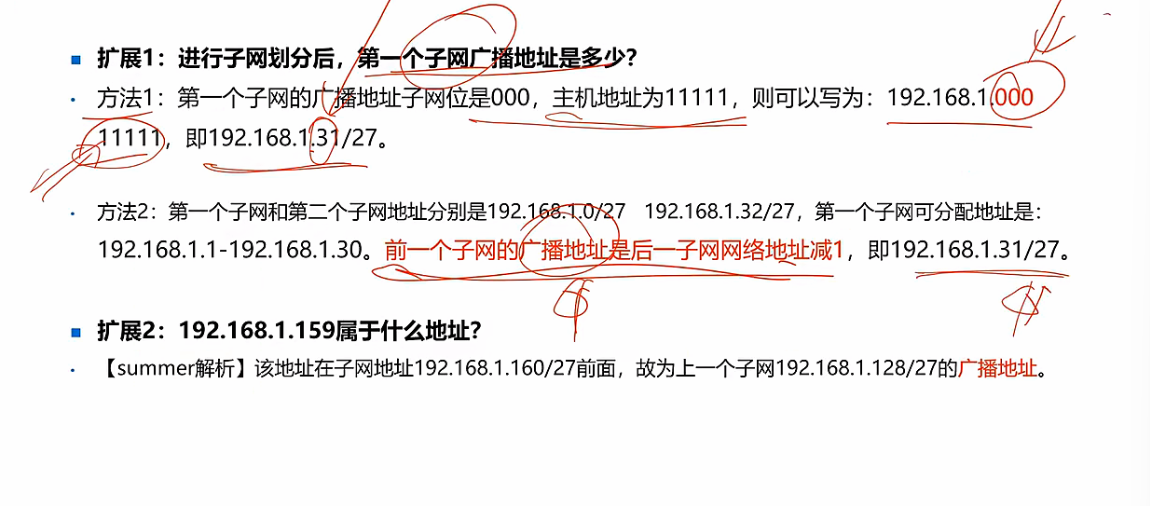 扩展1：进行子网划分后，第一个子网广播地址是多少？
方法1：第一个子网的广播地址子网位是000，主机地址为11111，则可以写为：192.168.1.000
11111，即192.168.1.31/27。
方法2：第一个子网和第二个子网地址分别是192.168.1.0/27 192.168.1.32/27，第一个子网可分配地址是：
192.168.1.1-192.168.1.30。前一个子网的广播地址是后一子网网络地址减1，即192.168.1.31/27。
扩展2：192.168.1.159属于什么地址？
【summer解析】该地址在子网地址192.168.1.160/27前面，故为上一个子网192.168.1.128/27的广播地址。